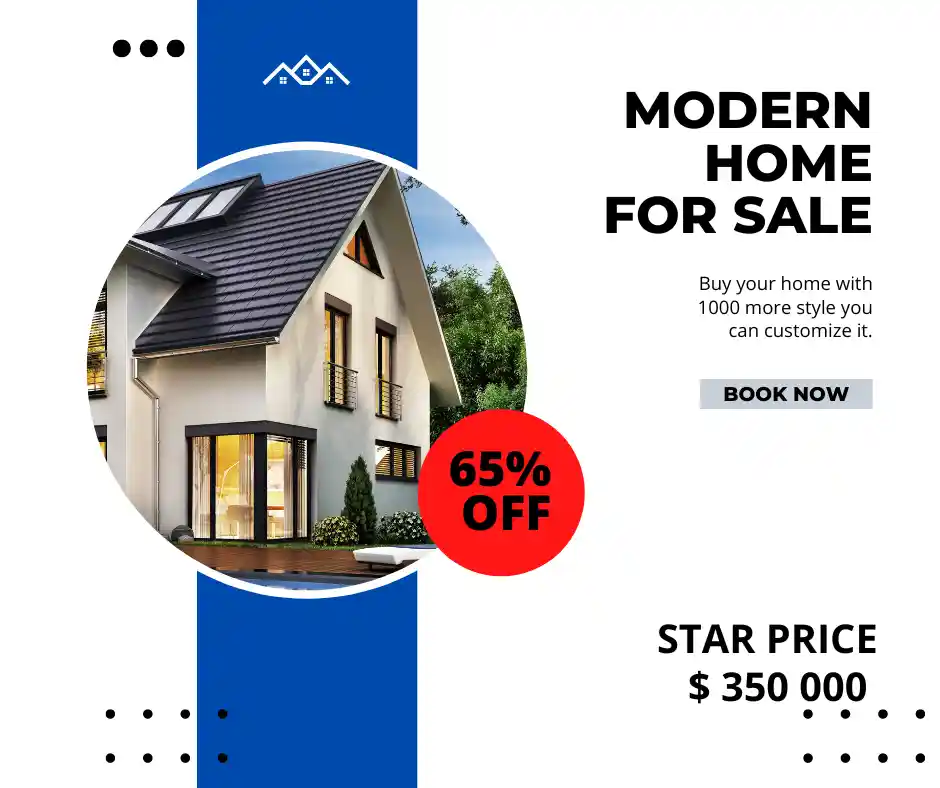 MODERN
HOME
FOR SALE
Buy your home with
1000 more style you
can customize it.
BOOK NOW
65%
OFF
STAR PRICE
$ 350 000